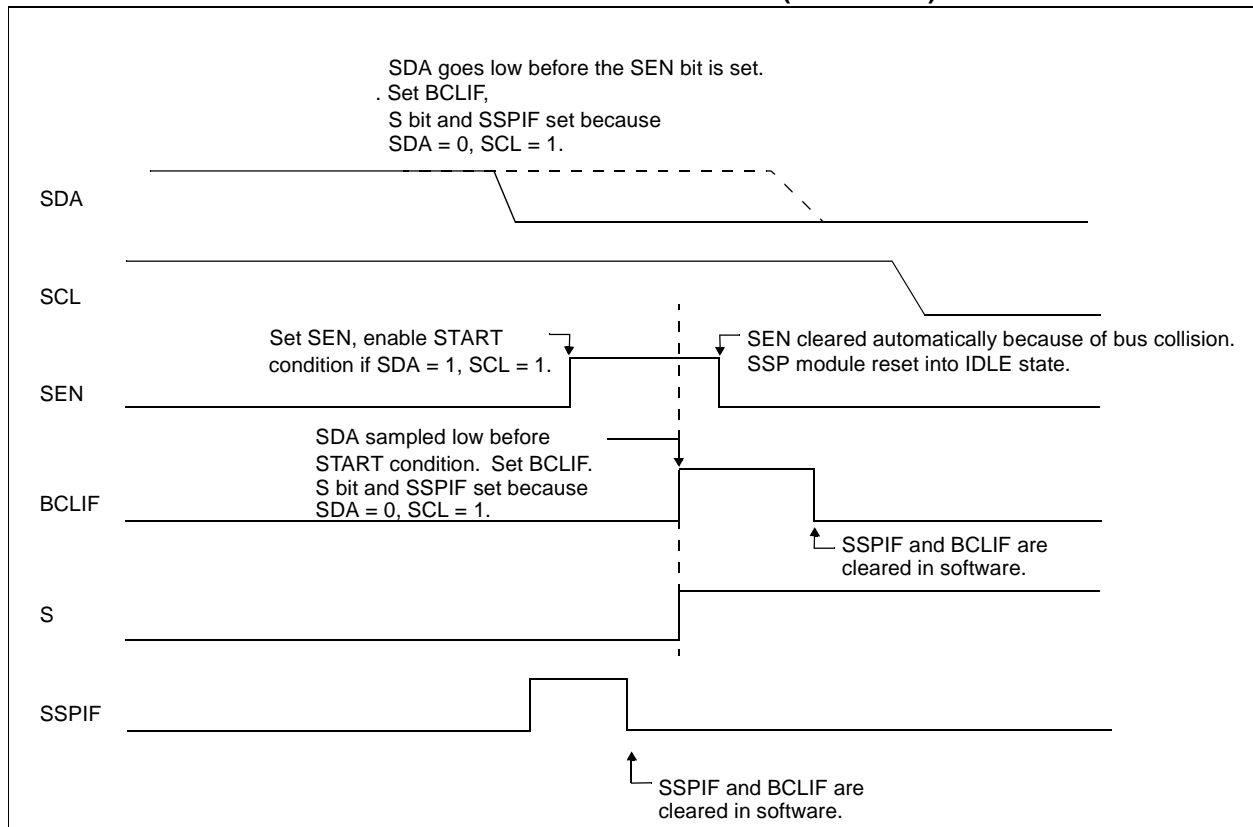 SDA goes low before the SEN bit is set.
. Set BCLIF,
S bit and SSPIF set because
SDA = 0, SCL = 1.
SDA
SCL
Set SEN, enable START
condition if SDA = 1, SCL = 1.
SEN cleared automatically because of bus collision.
SSP module reset into IDLE state.
SEN
SDA sampled low before
START condition. Set BCLIF.
S bit and SSPIF set because
SDA = 0, SCL = 1.
BCLIF
SSPIF and BCLIF are
cleared in software.
S
SSPIF
SSPIF and BCLIF are
cleared in software.